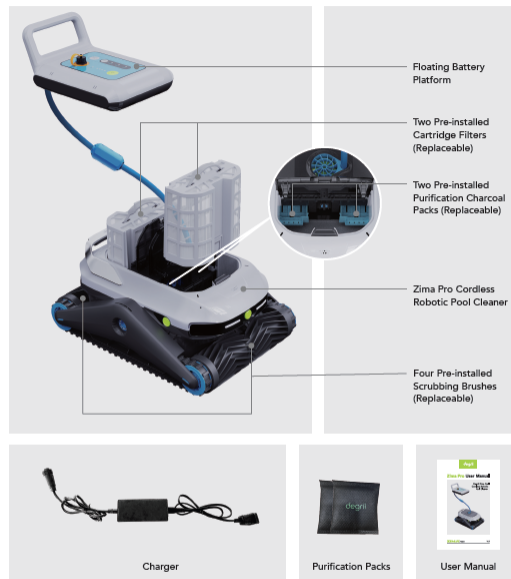 Floating Battery
Platform
Two Pre-installed
Cartridge Filters
(Replaceable)
Two Pre-installed
Purification Charcoal
Packs (Replaceable)
Zima Pro Cordless
Robotic Pool Cleaner
Four Pre-installed
Scrubbing Brushes
(Replaceable)
degrii
degrii
Zima Pro User Manual
Charger
Purification Packs
User Manual